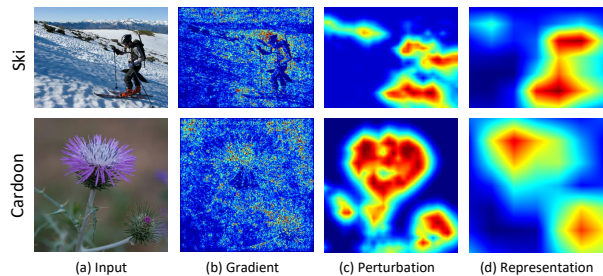 Ski
Cardoon
(a) Input
(b) Gradient
(c) Perturbation
(d) Representation